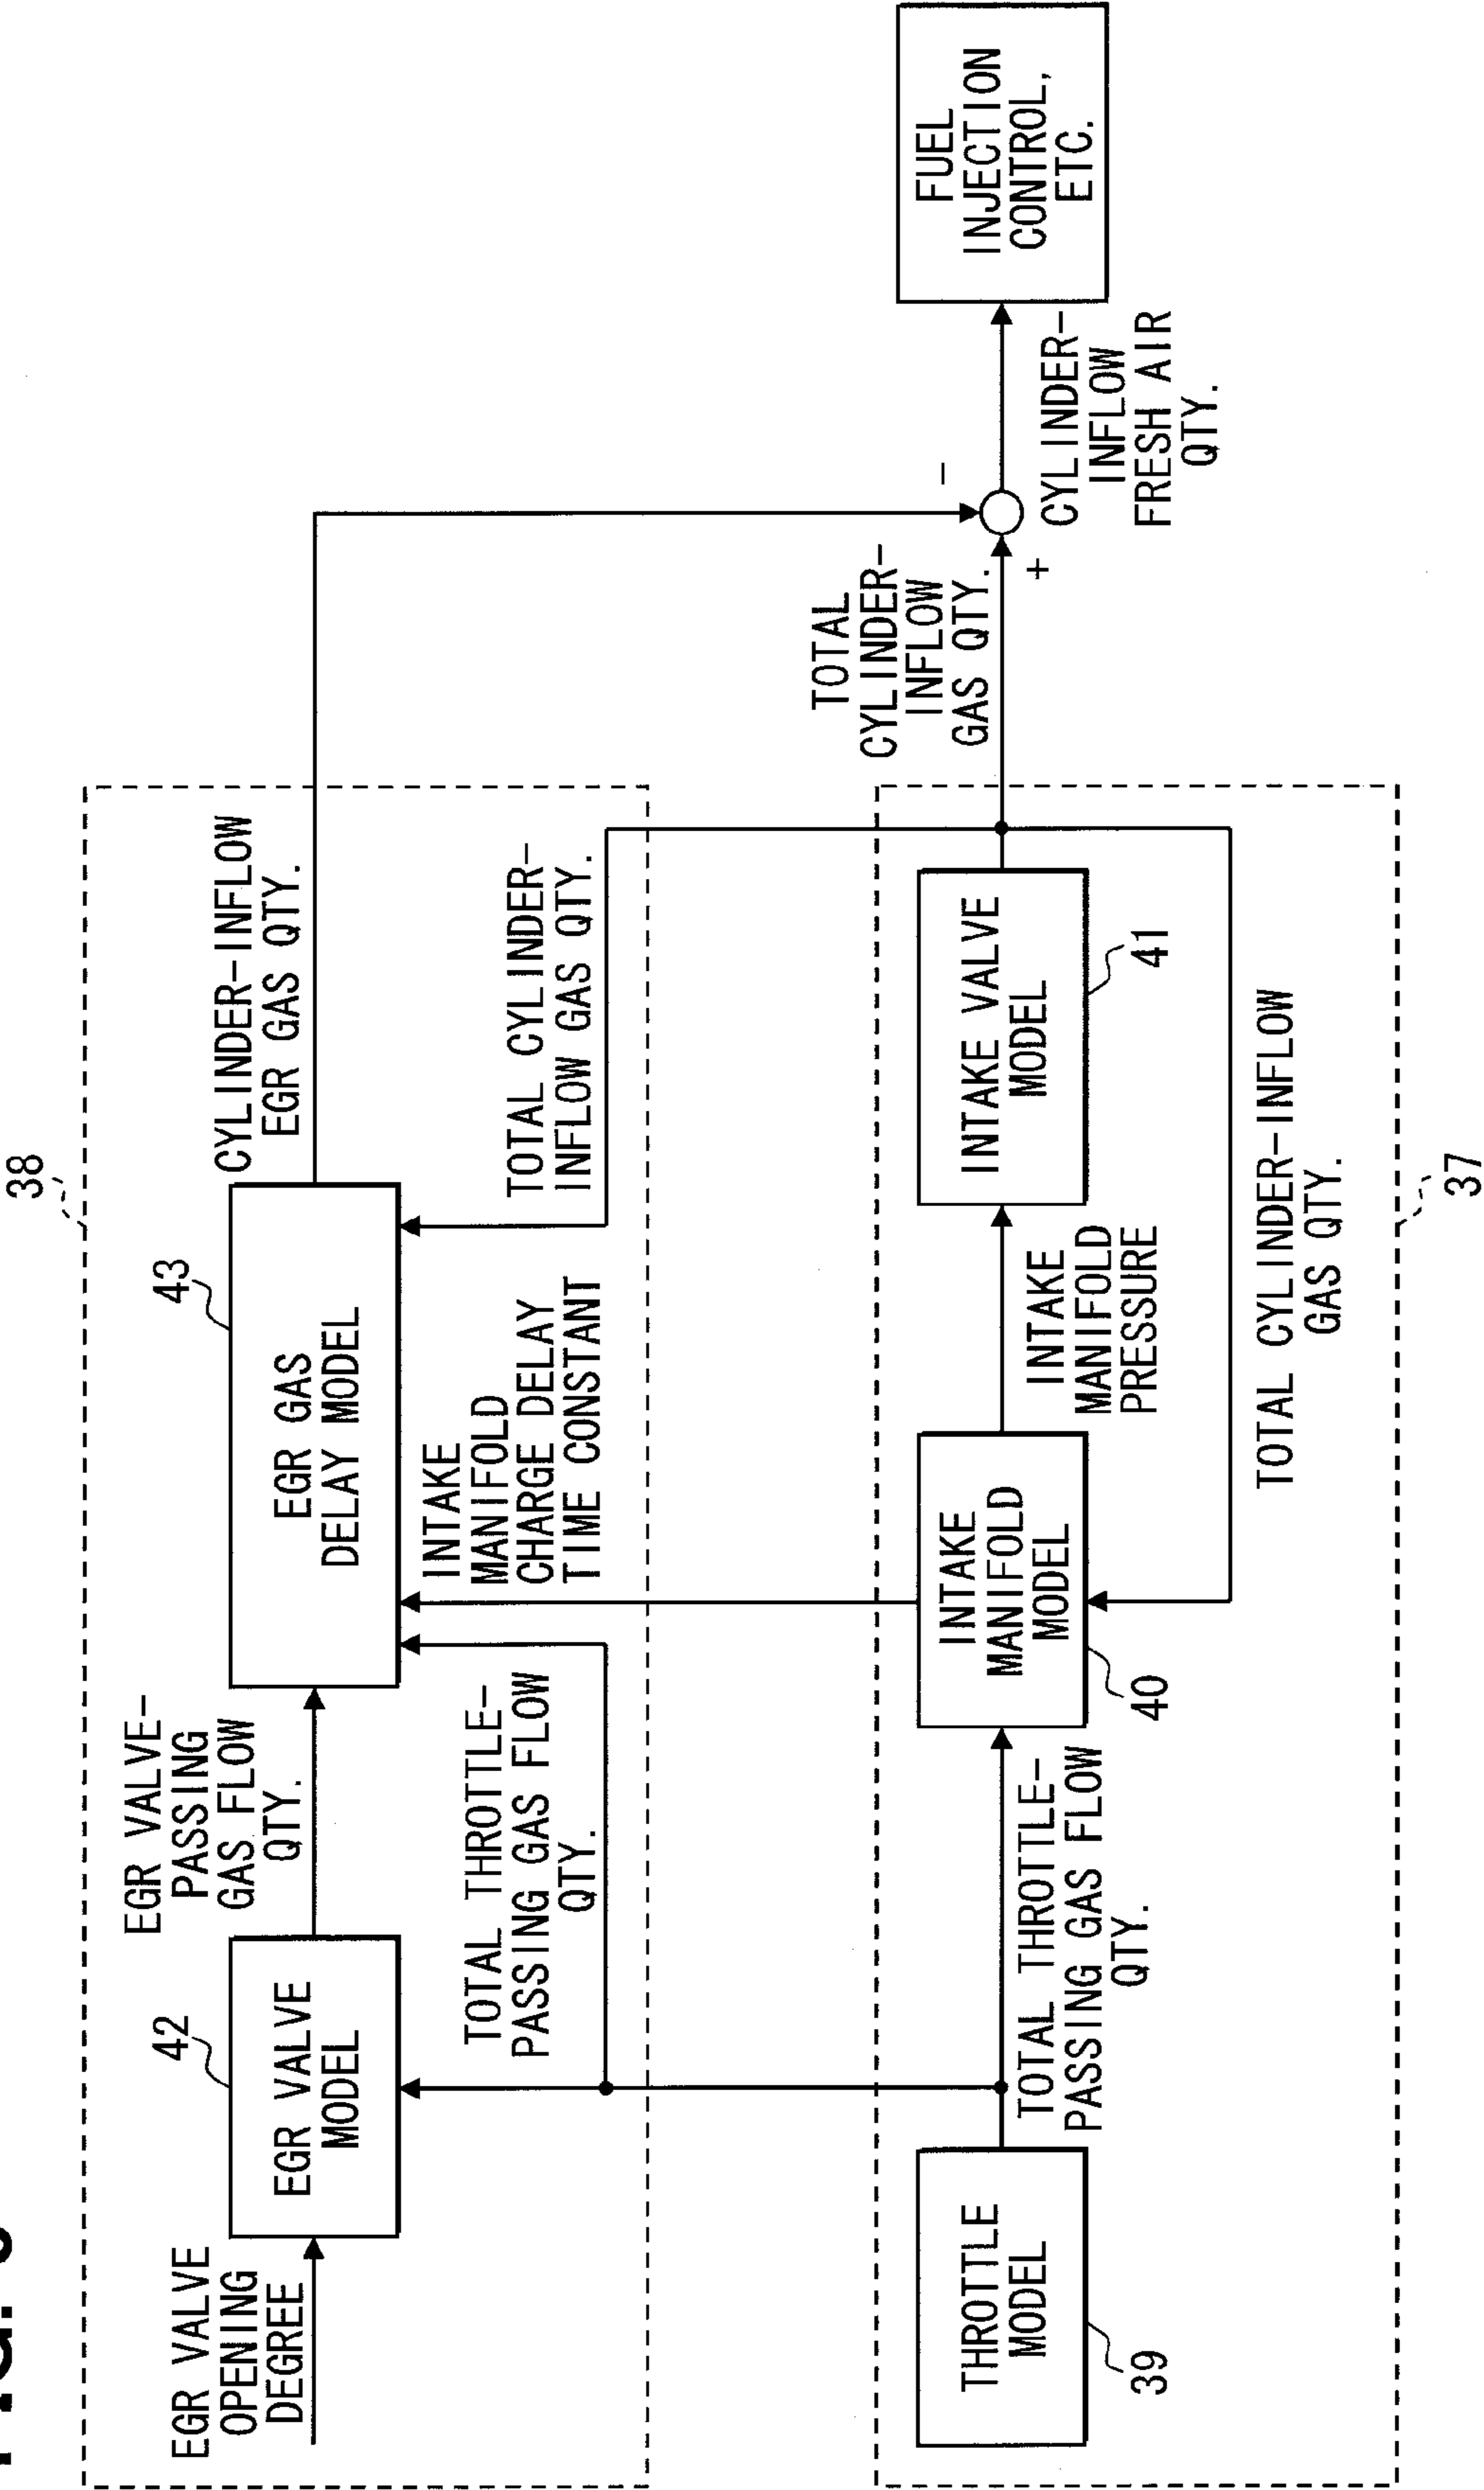 38
EGR VALVE
OPENING
DEGREE
42
EGR VALVE
MODEL
EGR VALVE-
PASSING
GAS FLOW
QTY.
43
EGR GAS
DELAY MODEL
CYLINDER-INFLOW
EGR GAS QTY.
TOTAL THROTTLE-
PASSING GAS FLOW
QTY.
INTAKE
MANIFOLD
CHARGE DELAY
TIME CONSTANT
TOTAL CYLINDER-
INFLOW GAS QTY.
THROTTLE
MODEL
39
TOTAL THROTTLE-
PASSING GAS FLOW
QTY.
INTAKE
MANIFOLD
MODEL
40
INTAKE
MANIFOLD
PRESSURE
INTAKE VALVE
MODEL
41
TOTAL CYLINDER-INFLOW
GAS QTY.
37
TOTAL
CYLINDER-
INFLOW
GAS QTY.
+
−
CYLINDER-
INFLOW
FRESH AIR
QTY.
FUEL
INJECTION
CONTROL,
ETC.